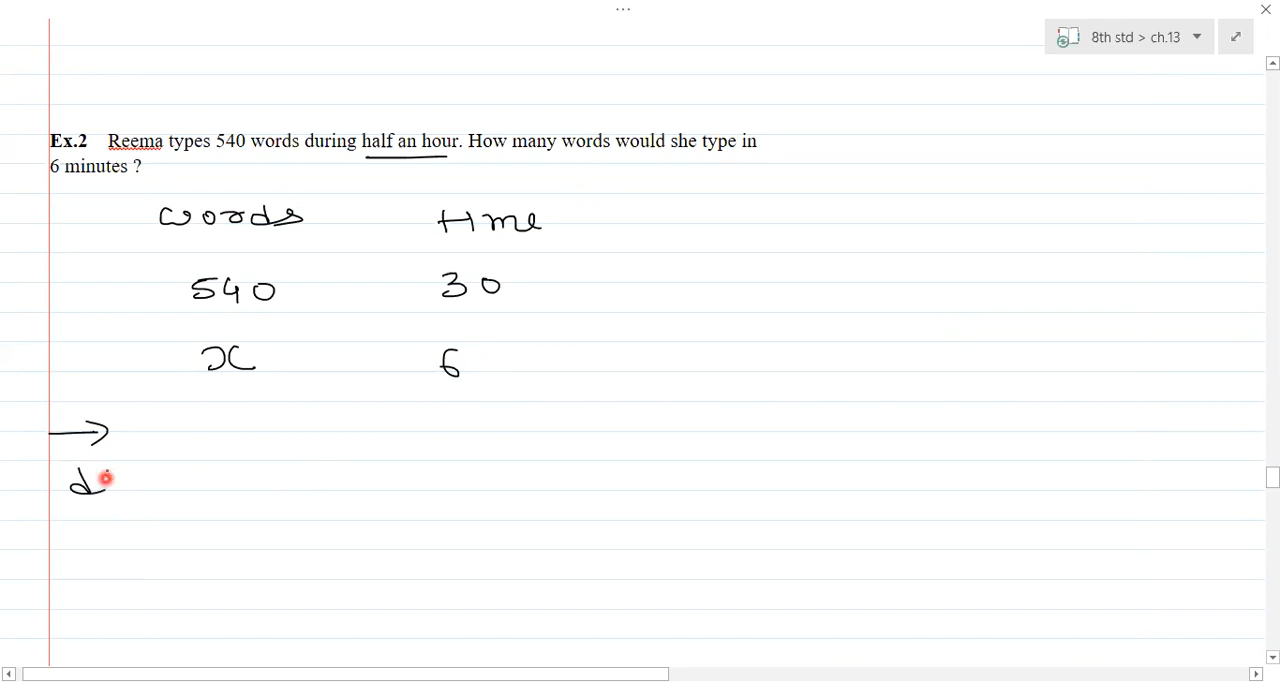 ...
8th std > ch.13
Ex.2 Reema types 540 words during half an hour. How many words would she type in
6 minutes ?
words time
540 30
x 6
→
di